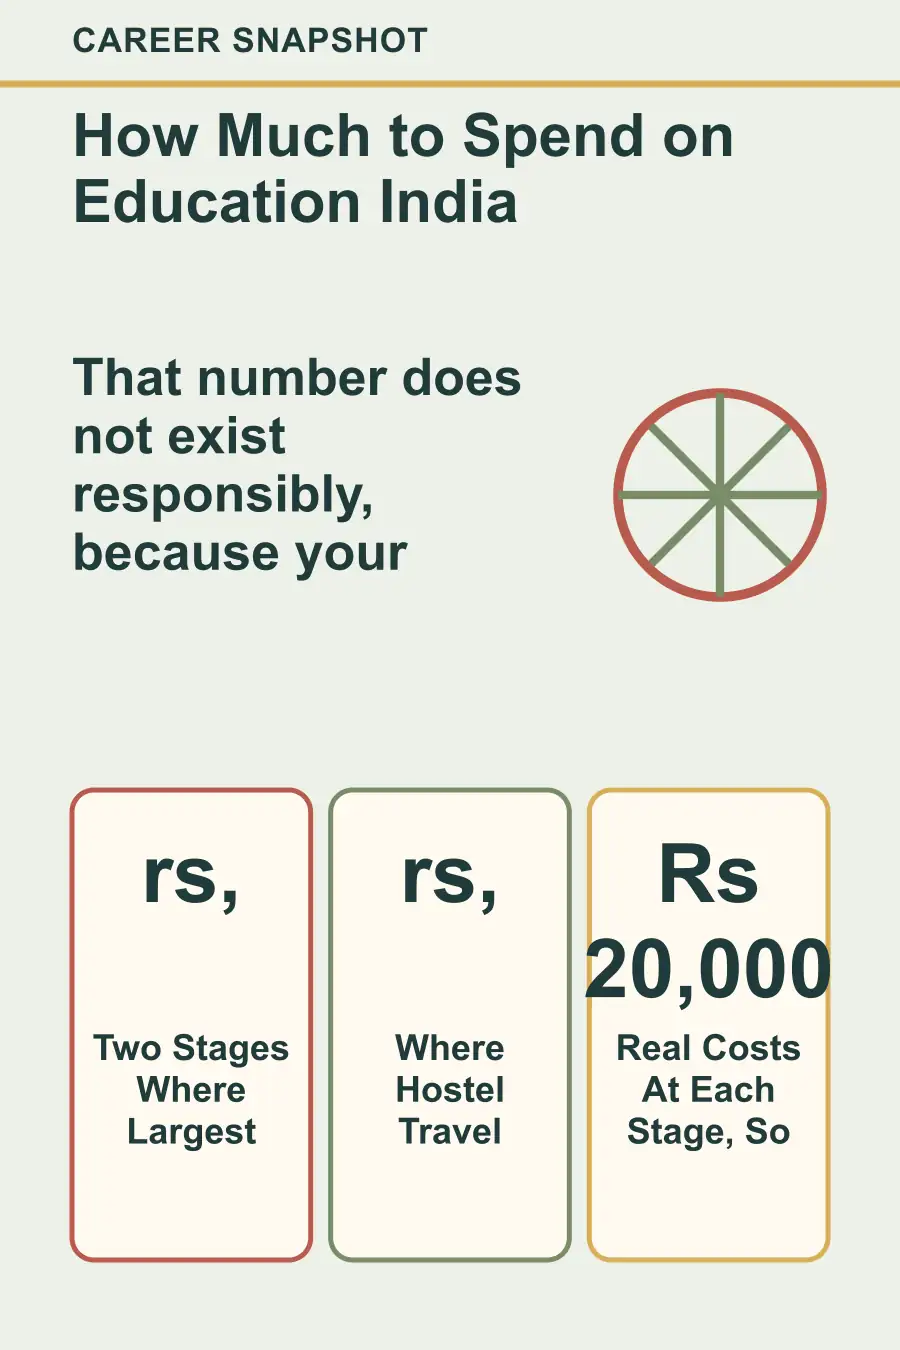 CAREER SNAPSHOT
How Much to Spend on
Education India
That number does
not exist
responsibly,
because your
rs,
Two Stages
Where
Largest
rs,
Where
Hostel
Travel
Rs
20,000
Real Costs
At Each
Stage, So